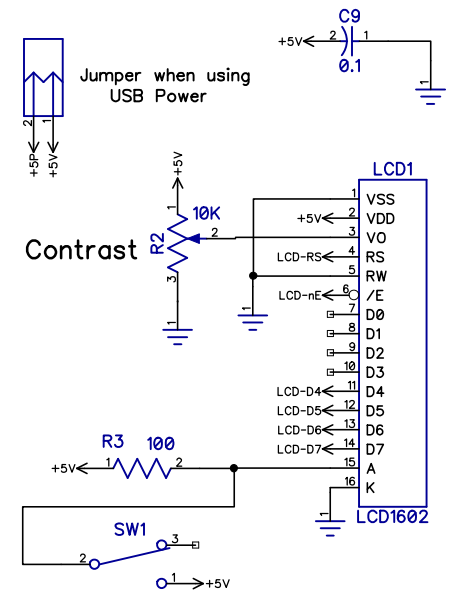 C9
+5V 2 1
0.1
1
Jumper when using
USB Power
2 1
+5P +5V
+5V
1
10K
R2
2
3
Contrast
1
LCD1
1 VSS
+5V 2 VDD
3 VO
LCD-RS 4 RS
5 RW
LCD-nE 6 /E
7 D0
8 D1
9 D2
10 D3
LCD-D4 11 D4
LCD-D5 12 D5
LCD-D6 13 D6
LCD-D7 14 D7
15 A
16 K
1
1
LCD1602
R3 100
+5V 1 2
SW1
3
2
1 +5V